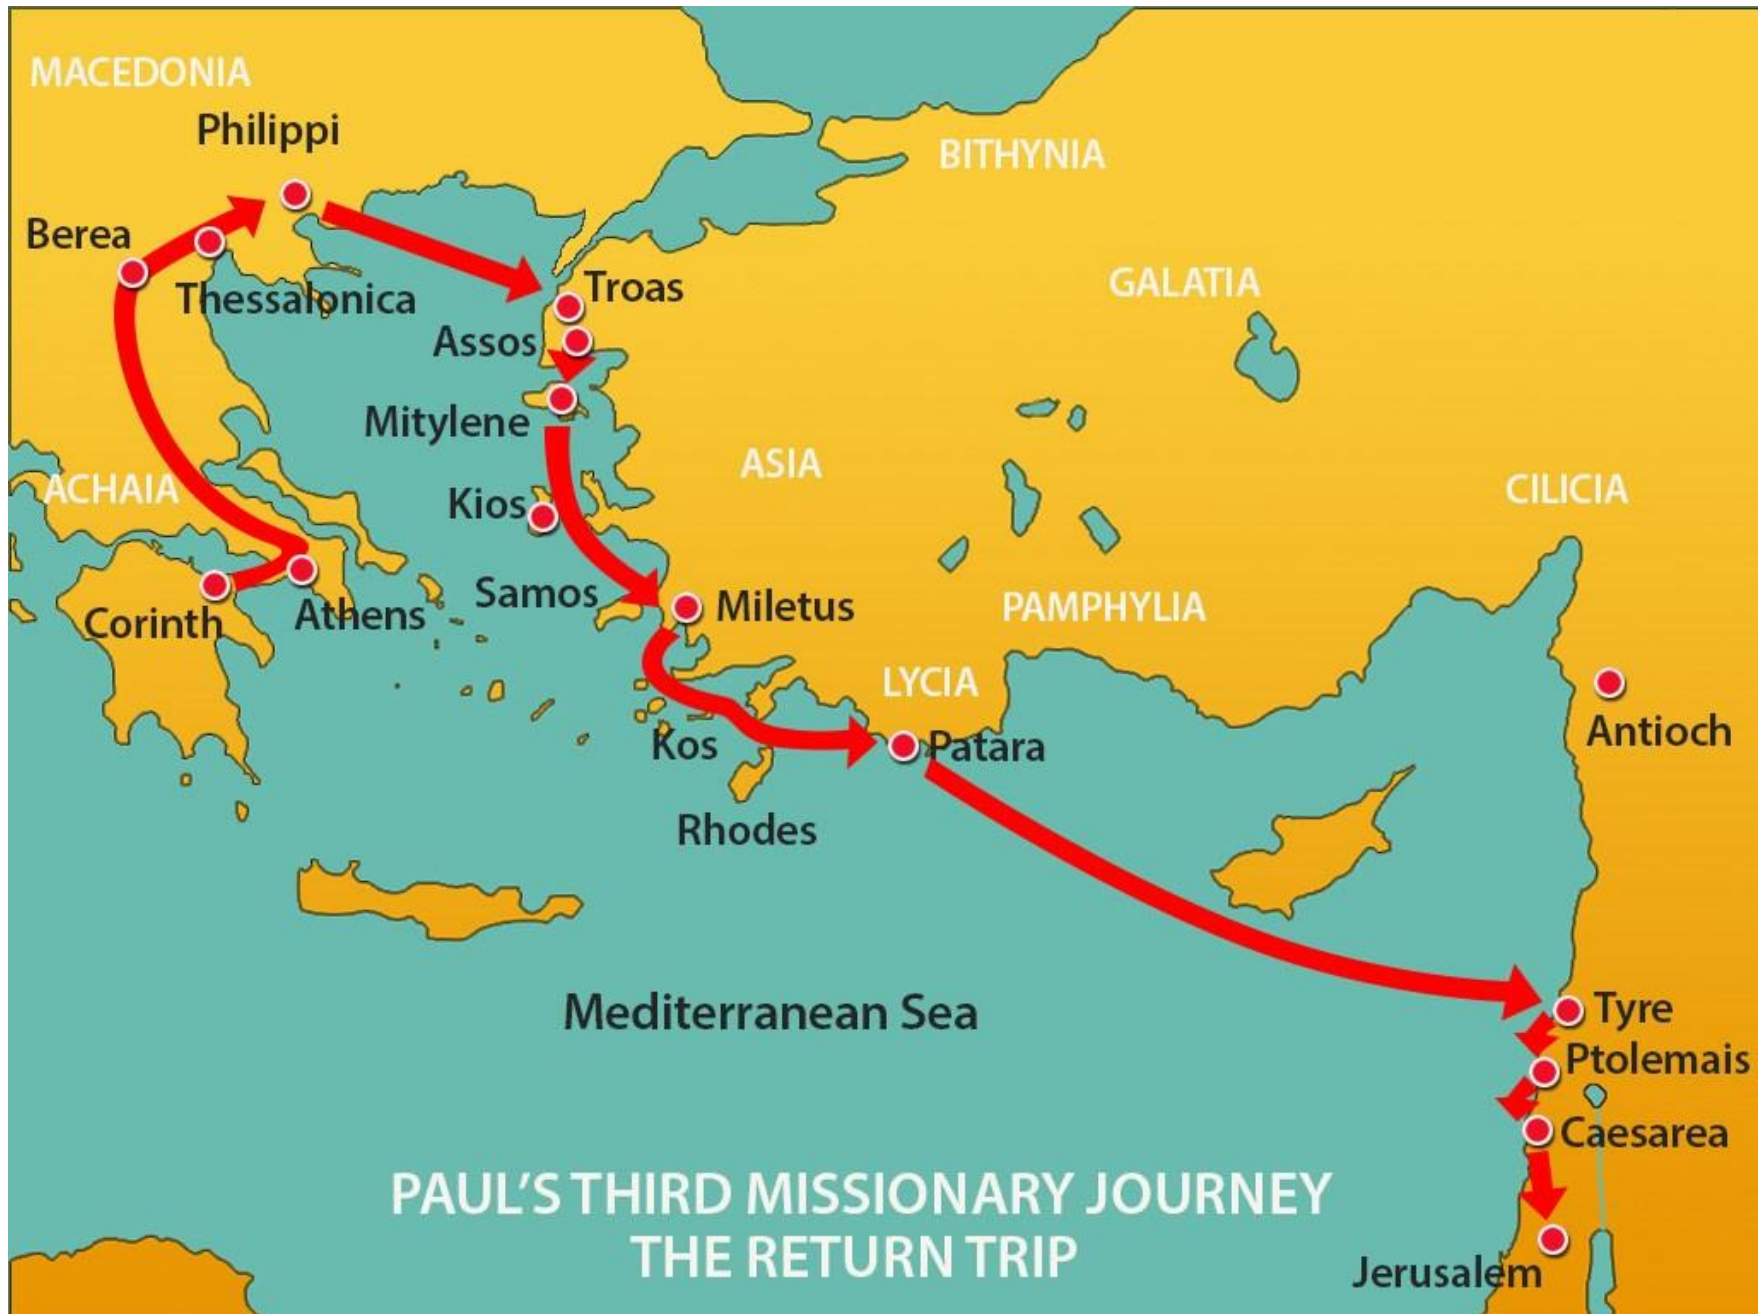 MACEDONIA
Philippi
BITHYNIA
Berea
Thessalonica
GALATIA
Troas
Assos
Mitylene
ASIA
ACHAIA
Kios
CILICIA
Samos
Miletus
PAMPHYLIA
Corinth
Athens
LYCIA
Antioch
Kos
Patara
Rhodes
Mediterranean Sea
Tyre
Ptolemais
Caesarea
PAUL'S THIRD MISSIONARY JOURNEY
THE RETURN TRIP
Jerusalem